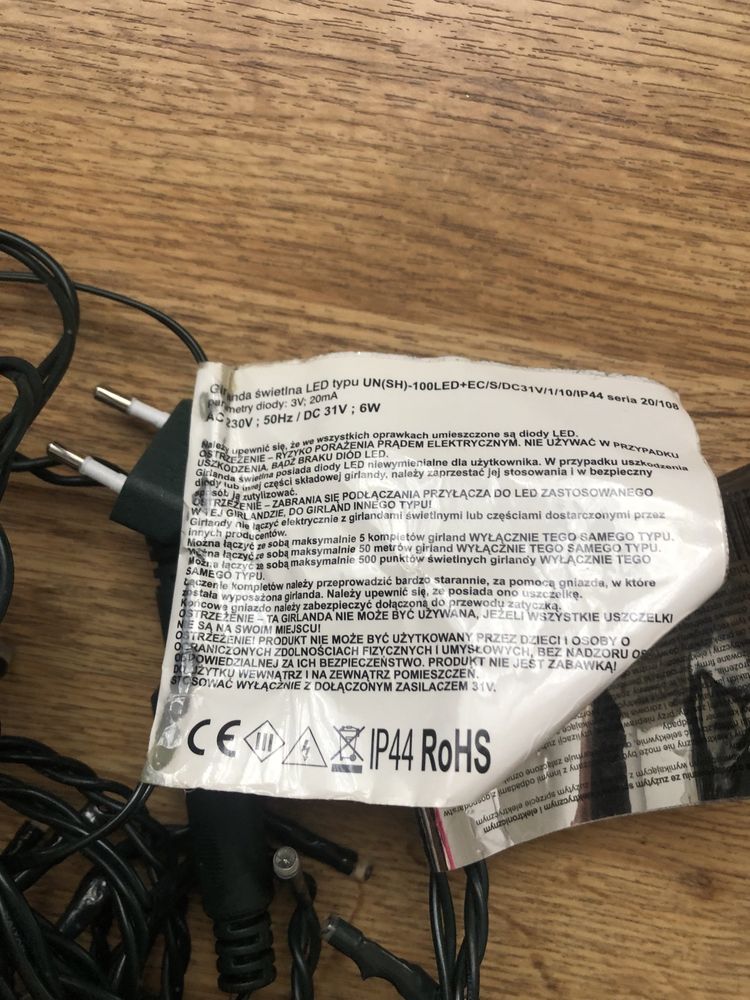 Girlanda świetlna LED typu UN(SH)-100LED+EC/S/DC31V/1/10/IP44 seria 20/108
parametry diody: 3V; 20mA
AC 230V ; 50Hz / DC 31V ; 6W
Należy upewnić się, że we wszystkich oprawkach umieszczone są diody LED.
OSTRZEŻENIE – RYZYKO PORAŻENIA PRĄDEM ELEKTRYCZNYM. NIE UŻYWAĆ W PRZYPADKU
USZKODZENIA, BĄDŹ BRAKU DIÓD LED.
Girlanda świetlna posiada diody LED niewymienialne dla użytkownika. W przypadku uszkodzenia
diody lub innej części składowej girlandy, należy zaprzestać jej stosowania i w bezpieczny
sposób ją zutylizować.
OSTRZEŻENIE – ZABRANIA SIĘ PODŁĄCZANIA PRZYŁĄCZA DO LED ZASTOSOWANEGO
W tEJ GIRLANDZIE, DO GIRLAND INNEGO TYPU!
Girlandy nie łączyć elektrycznie z girlandami świetlnymi lub częściami dostarczonymi przez
innych producentów.
Można łączyć ze sobą maksymalnie 5 kompletów girland WYŁĄCZNIE TEGO SAMEGO TYPU.
Można łączyć ze sobą maksymalnie 50 metrów girland WYŁĄCZNIE TEGO SAMEGO TYPU.
Można łączyć ze sobą maksymalnie 500 punktów świetlnych girlandy WYŁĄCZNIE TEGO
SAMEGO TYPU.
Łączenie kompletów należy przeprowadzić bardzo starannie, za pomocą gniazda, w które
została wyposażona girlanda. Należy upewnić się, że posiada ono uszczelkę.
Końcowe gniazdo należy zabezpieczyć dołączoną do przewodu zatyczką.
OSTRZEŻENIE – TA GIRLANDA NIE MOŻE BYĆ UŻYWANA, JEŻELI WSZYSTKIE USZCZELKI
NIE SĄ NA SWOIM MIEJSCU!
OSTRZEŻENIE! PRODUKT NIE MOŻE BYĆ UŻYTKOWANY PRZEZ DZIECI I OSOBY O
OGRANICZONYCH ZDOLNOŚCIACH FIZYCZNYCH I UMYSŁOWYCH, BEZ NADZORU OS
ODPOWIEDZIALNEJ ZA ICH BEZPIECZEŃSTWO. PRODUKT NIE JEST ZABAWKĄ!
DO UŻYTKU WEWNĄTRZ I NA ZEWNĄTRZ POMIESZCZEŃ.
STOSOWAĆ WYŁĄCZNIE Z DOŁĄCZONYM ZASILACZEM 31V.
CE III IP44 RoHS